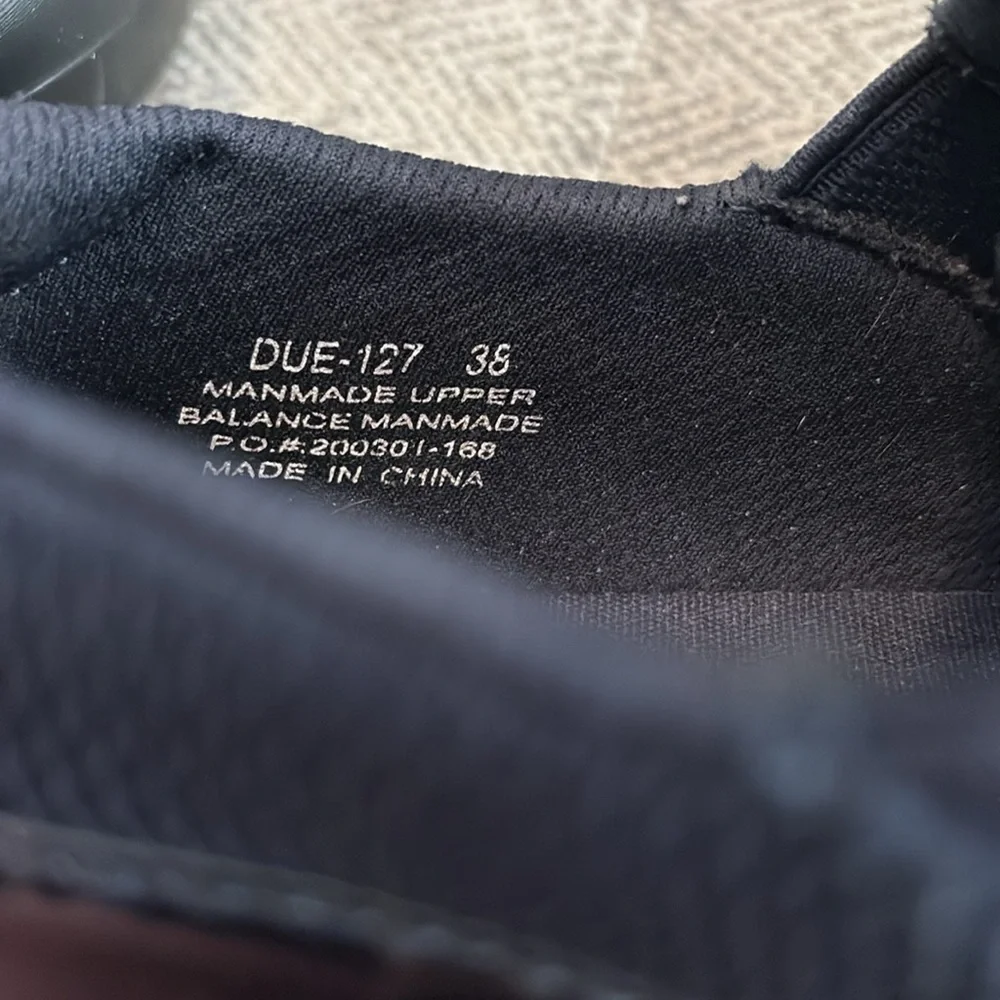 DUE-127 38
MANMADE UPPER
BALANCE MANMADE
P.O.#:200301-168
MADE IN CHINA